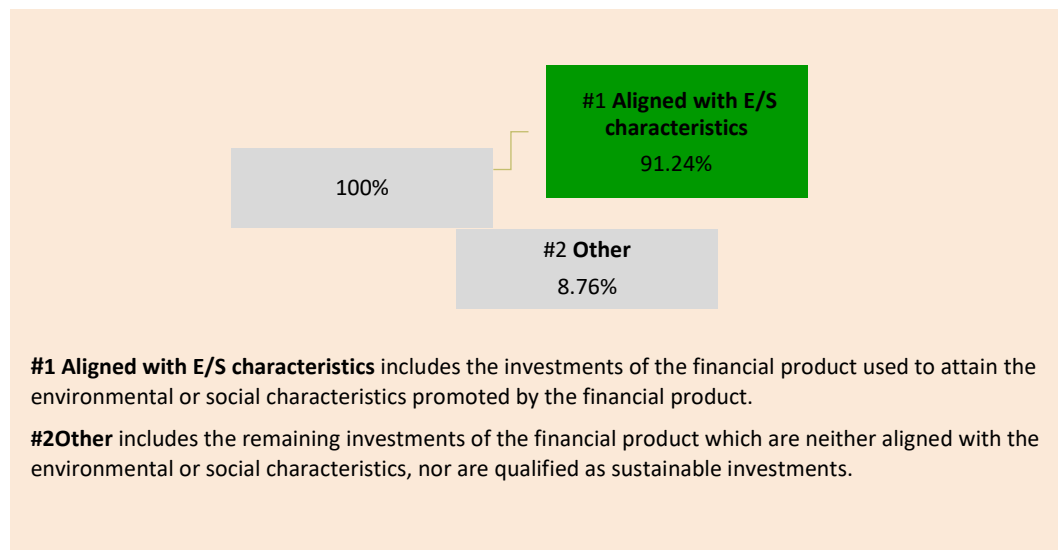 #1 Aligned with E/S
characteristics
91.24%
100%
#2 Other
8.76%
#1 Aligned with E/S characteristics includes the investments of the financial product used to attain the
environmental or social characteristics promoted by the financial product.
#2Other includes the remaining investments of the financial product which are neither aligned with the
environmental or social characteristics, nor are qualified as sustainable investments.